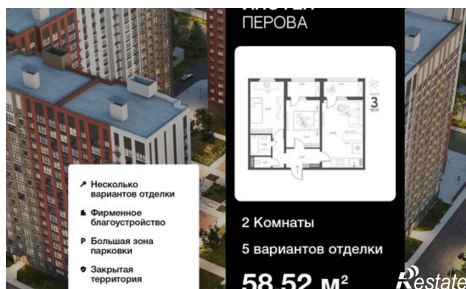 ПЕРОВА
3
2 Комнаты
5 вариантов отделки
58.52 м²
Несколько
вариантов отделки
Фирменное
благоустройство
P Большая зона
парковки
Закрытая
территория
Restate